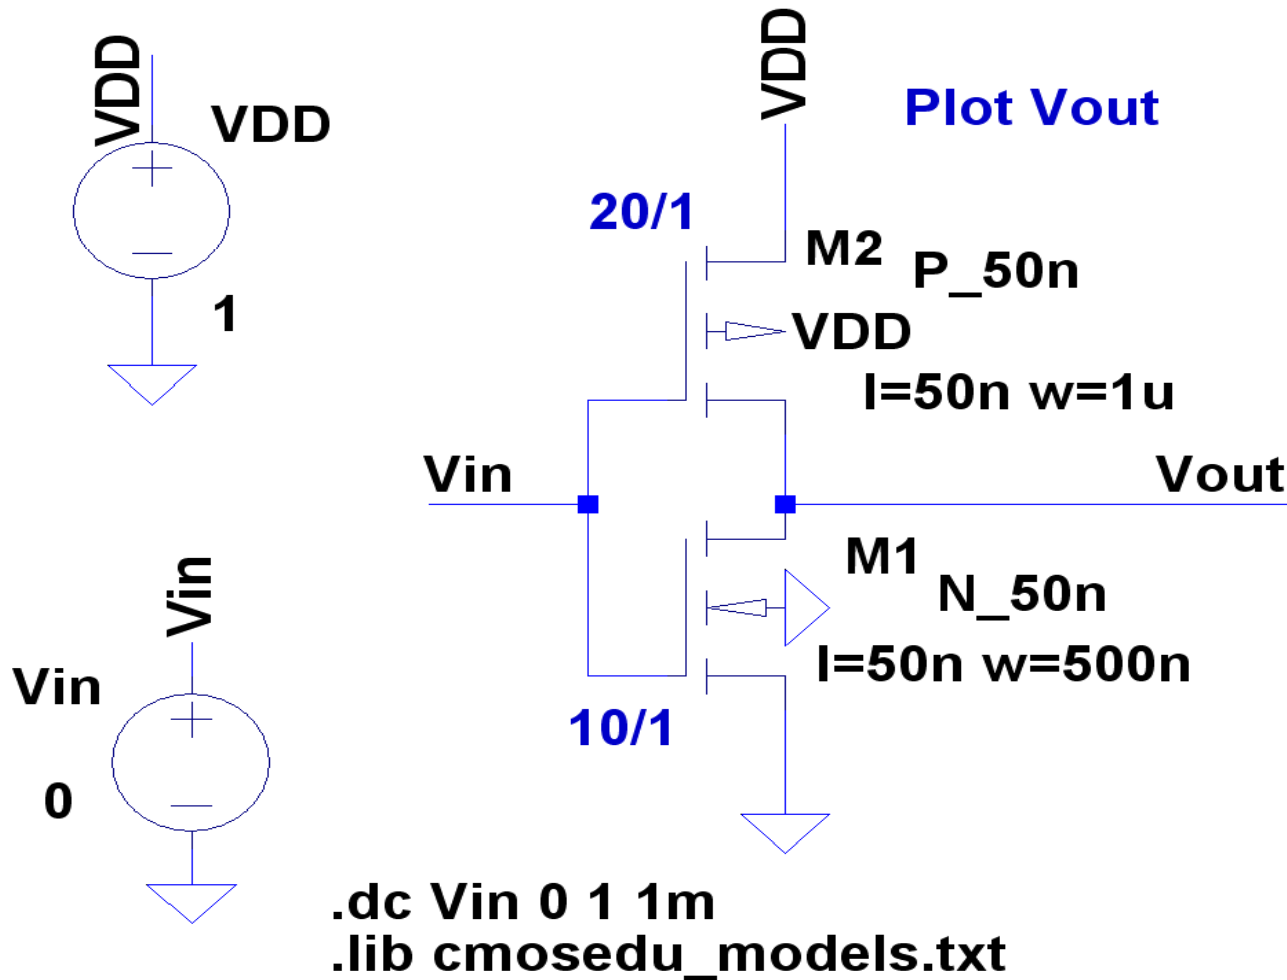 VDD
VDD
1
VDD
Plot Vout
20/1
M2
P_50n
VDD
l=50n w=1u
Vin
Vout
M1
N_50n
l=50n w=500n
10/1
Vin
Vin
0
.dc Vin 0 1 1m
.lib cmosedu_models.txt